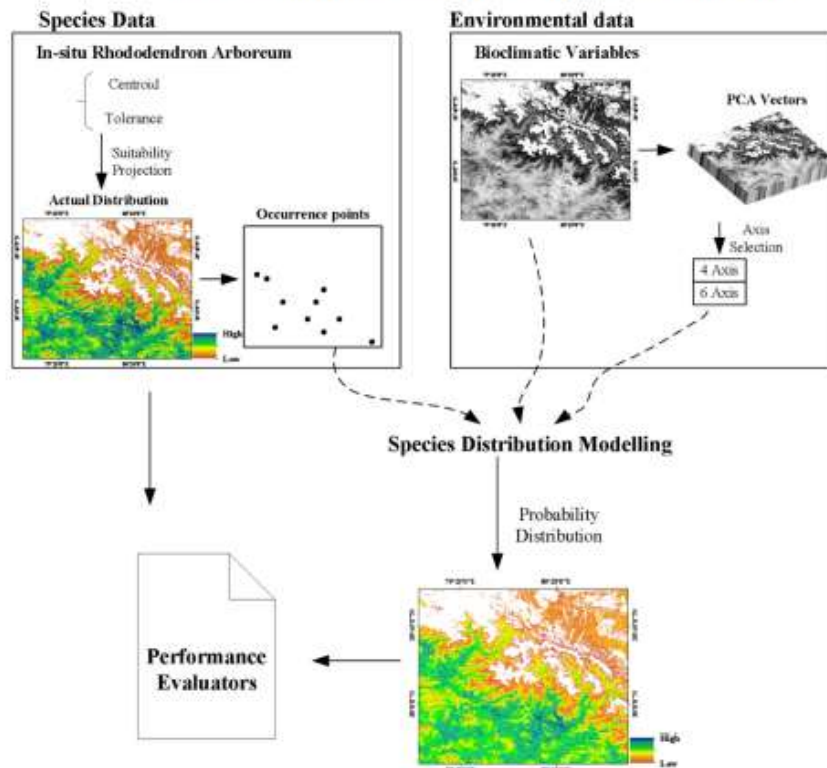 Species Data
Environmental data
In-situ Rhododendron Arboreum
Centroid
Tolerance
Suitability
Projection
Actual Distribution
Occurrence points
High
Low
Bioclimatic Variables
PCA Vectors
Axis
Selection
4 Axis
6 Axis
Species Distribution Modelling
Probability
Distribution
Performance
Evaluators
High
Low